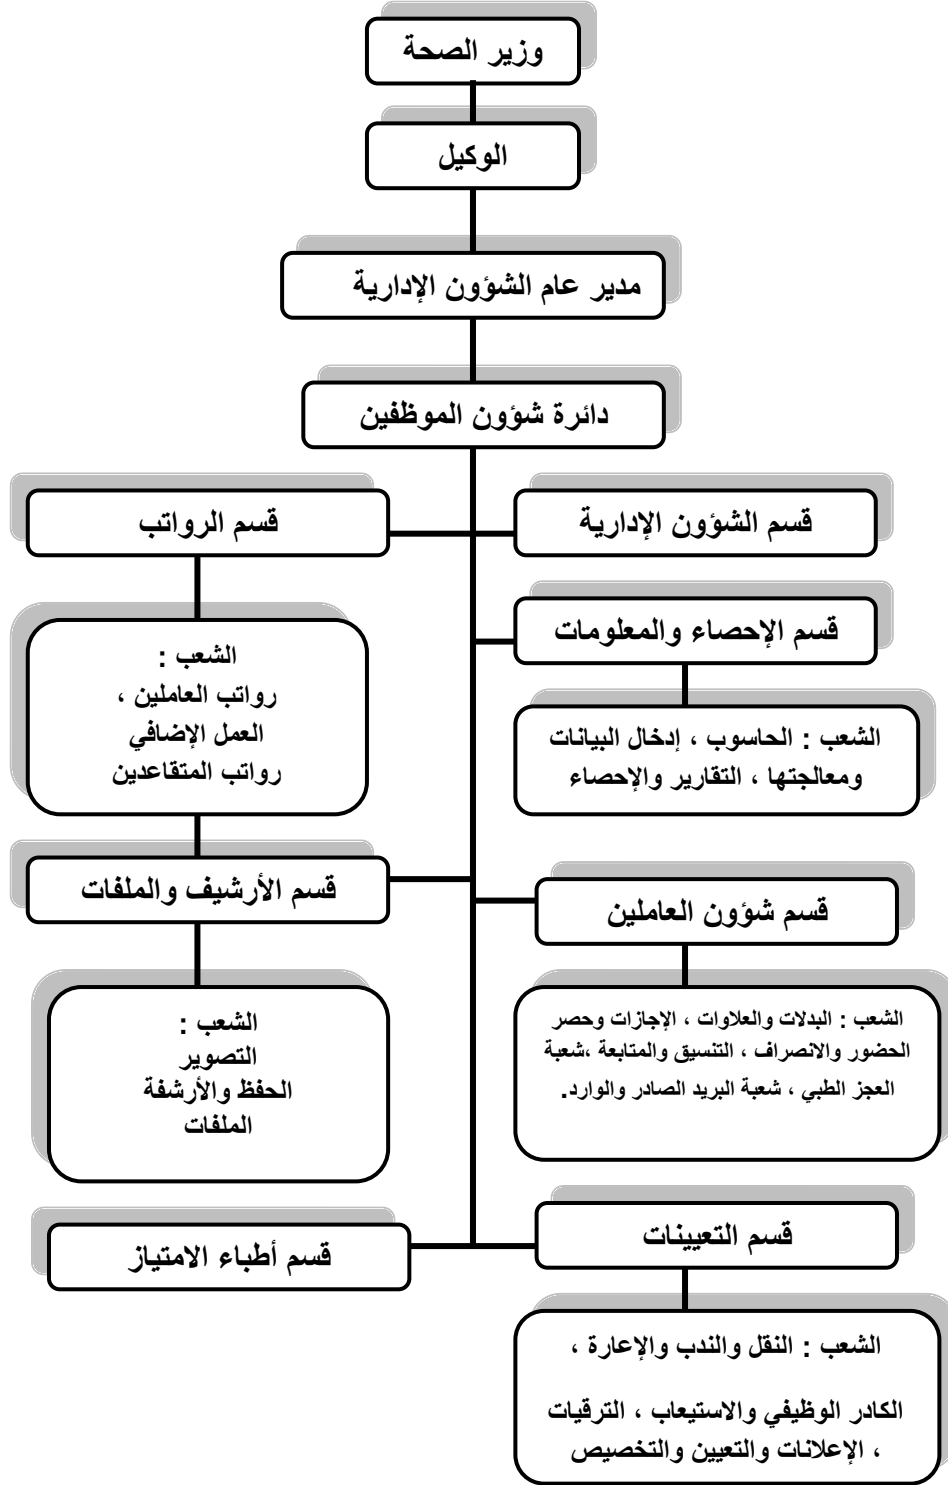 وزير الصحة
الوكيل
مدير عام الشؤون الإدارية
دائرة شؤون الموظفين
قسم الشؤون الإدارية
قسم الرواتب
قسم الإحصاء والمعلومات
الشعب : الحاسوب ، إدخال البيانات
ومعالجتها ، التقارير والإحصاء
الشعب :
رواتب العاملين ،
العمل الإضافي
رواتب المتقاعدين
قسم شؤون العاملين
الشعب : البدلات والعلاوات ، الإجازات وحصر
الحضور والانصراف ، التنسيق والمتابعة ،شعبة
العجز الطبي ، شعبة البريد الصادر والوارد.
قسم الأرشيف والملفات
الشعب :
التصوير
الحفظ والأرشفة
الملفات
قسم التعيينات
الشعب : النقل والندب والإعارة ،
الكادر الوظيفي والاستيعاب ، الترقيات
، الإعلانات والتعيين والتخصيص
قسم أطباء الامتياز